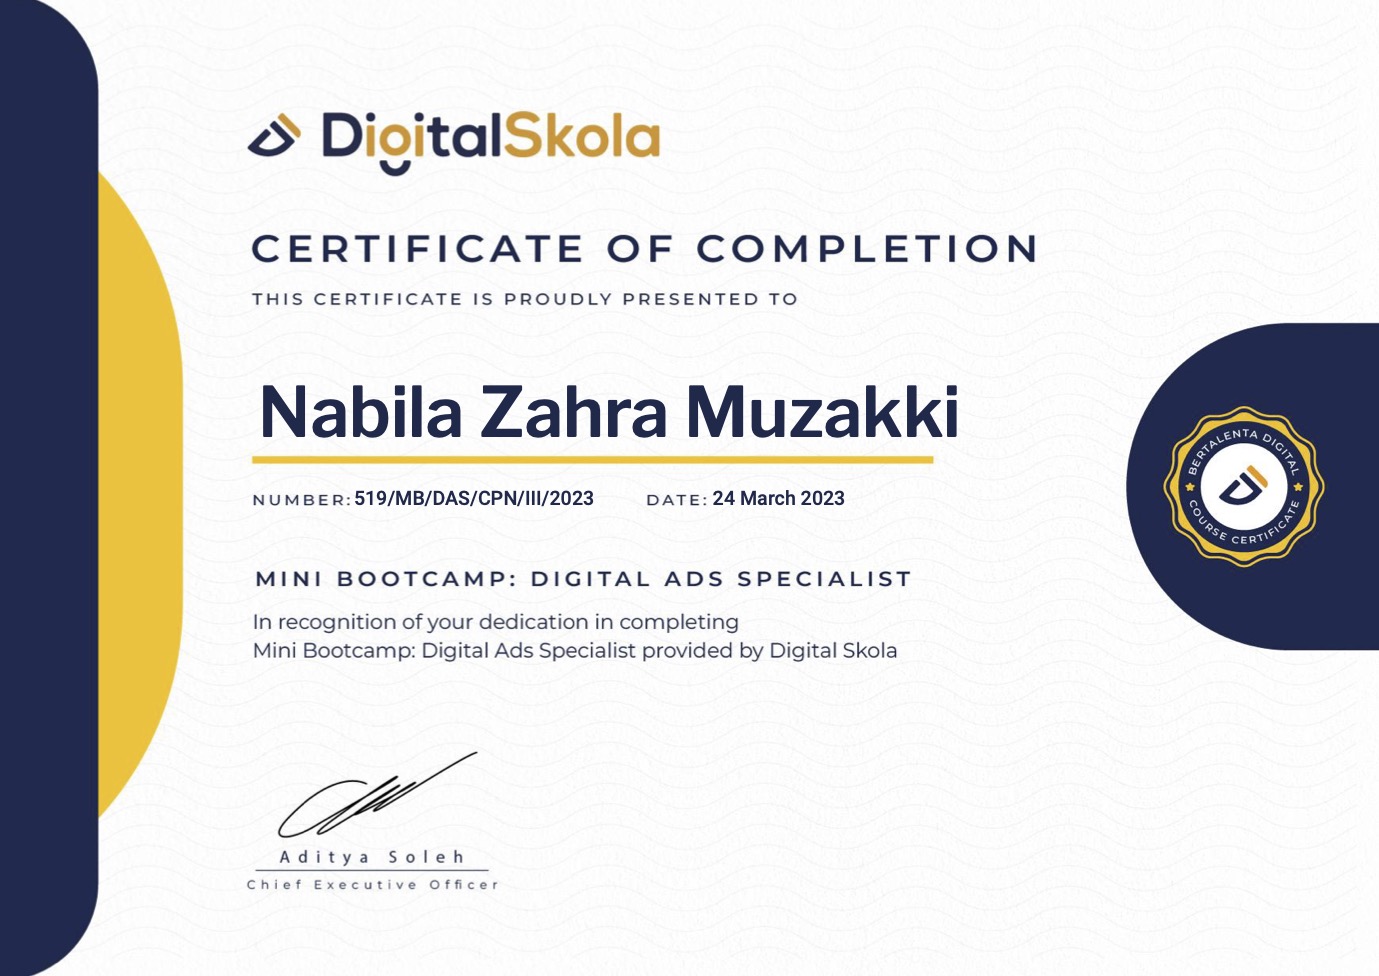 DigitalSkola
CERTIFICATE OF COMPLETION
THIS CERTIFICATE IS PROUDLY PRESENTED TO
Nabila Zahra Muzakki
NUMBER: 519/MB/DAS/CPN/III/2023 DATE: 24 March 2023
BERTALENTA DIGITAL
COURSE CERTIFICATE
MINI BOOTCAMP: DIGITAL ADS SPECIALIST
In recognition of your dedication in completing
Mini Bootcamp: Digital Ads Specialist provided by Digital Skola
Aditya Soleh
Chief Executive Officer